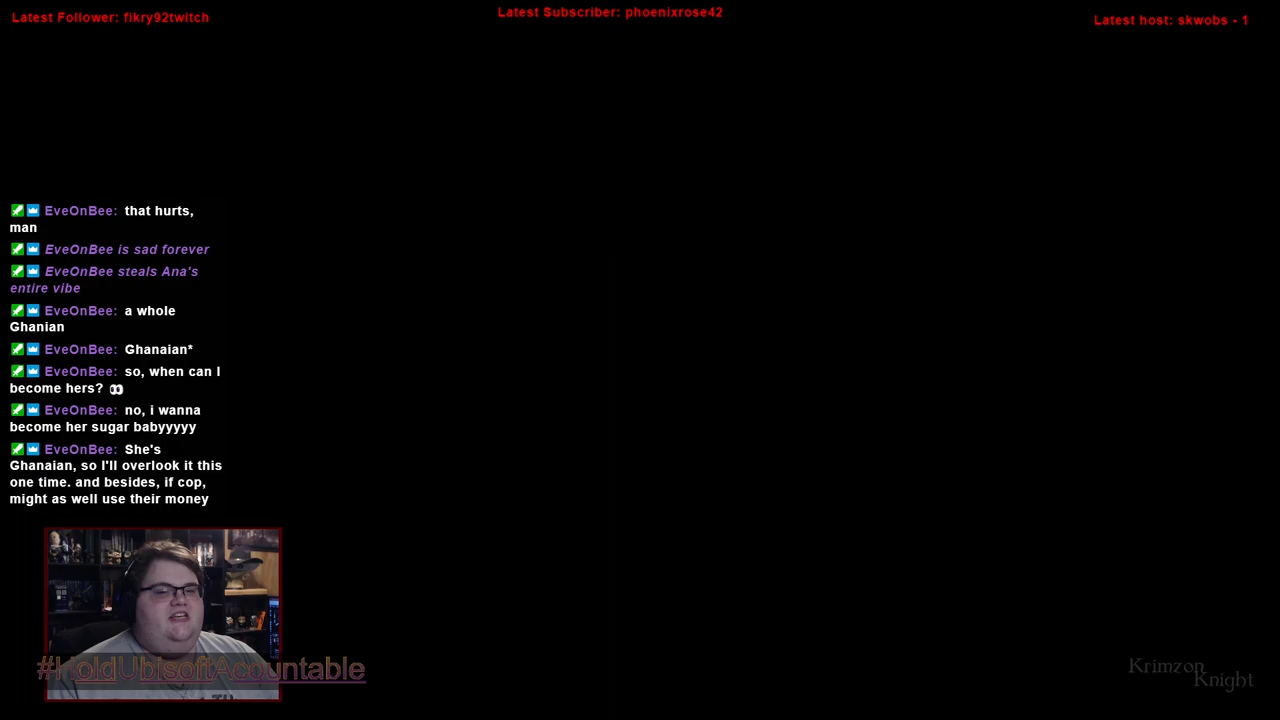 Latest Follower: fikry92twitch
Latest Subscriber: phoenixrose42
Latest host: skwobs - 1
EveOnBee: that hurts,
man
EveOnBee is sad forever
EveOnBee steals Ana's
entire vibe
EveOnBee: a whole
Ghanian
EveOnBee: Ghanaian*
EveOnBee: so, when can I
become hers? 👀
EveOnBee: no, i wanna
become her sugar babyyyyy
EveOnBee: She's
Ghanaian, so I'll overlook it this
one time. and besides, if cop,
might as well use their money
#HoldUbisoftAcountable
Krimzon
Knight